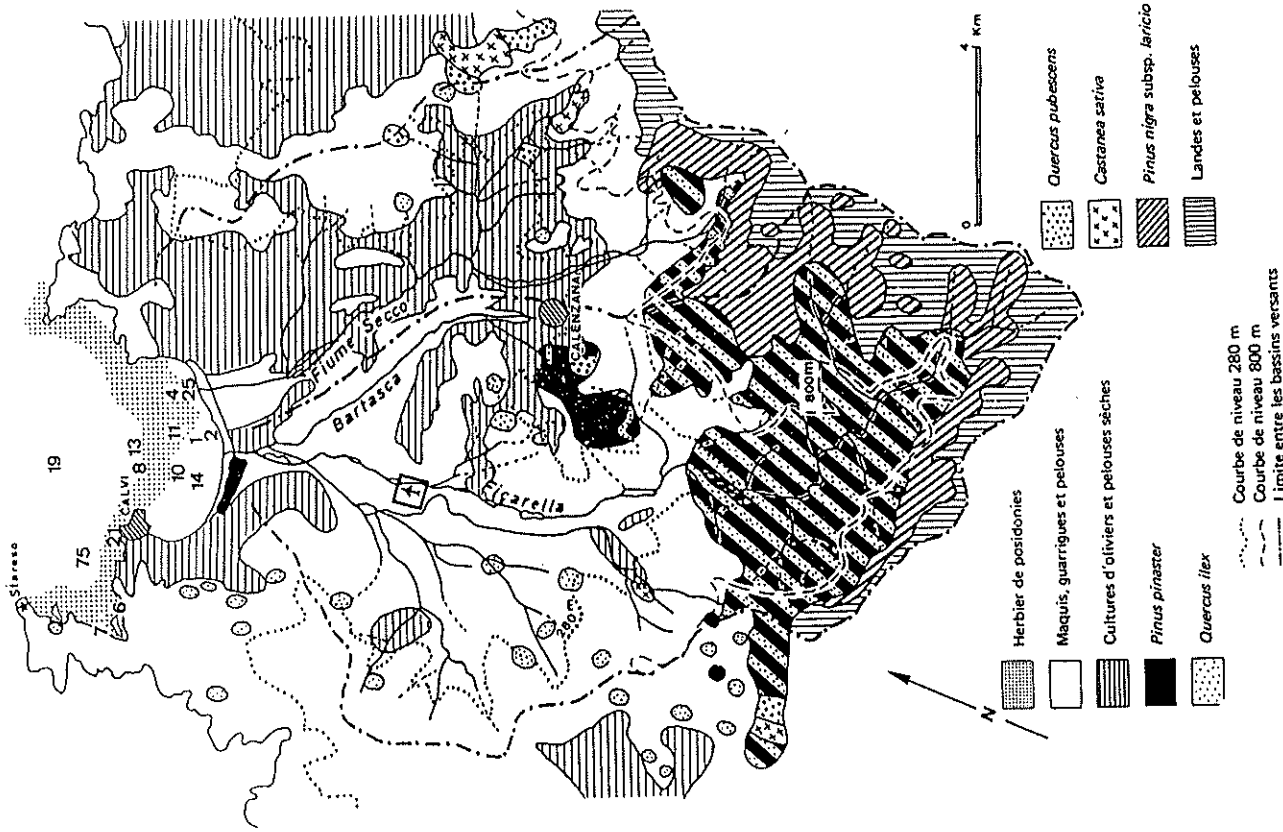 Stareso
19
75
CALVI
7
6
12
8
13
10
11
4
14
1
25
2
Fiume Secco
Bartasca
Ficarella
CALENZANA
280
800m
N
0 4
Km
Herbier de posidonies
Maquis, guarrigues et pelouses
Cultures d'oliviers et pelouses sèches
Pinus pinaster
Quercus ilex
Quercus pubescens
Castanea sativa
Pinus nigra subsp. laricio
Landes et pelouses
Courbe de niveau 280 m
Courbe de niveau 800 m
Limite entre les bassins versants